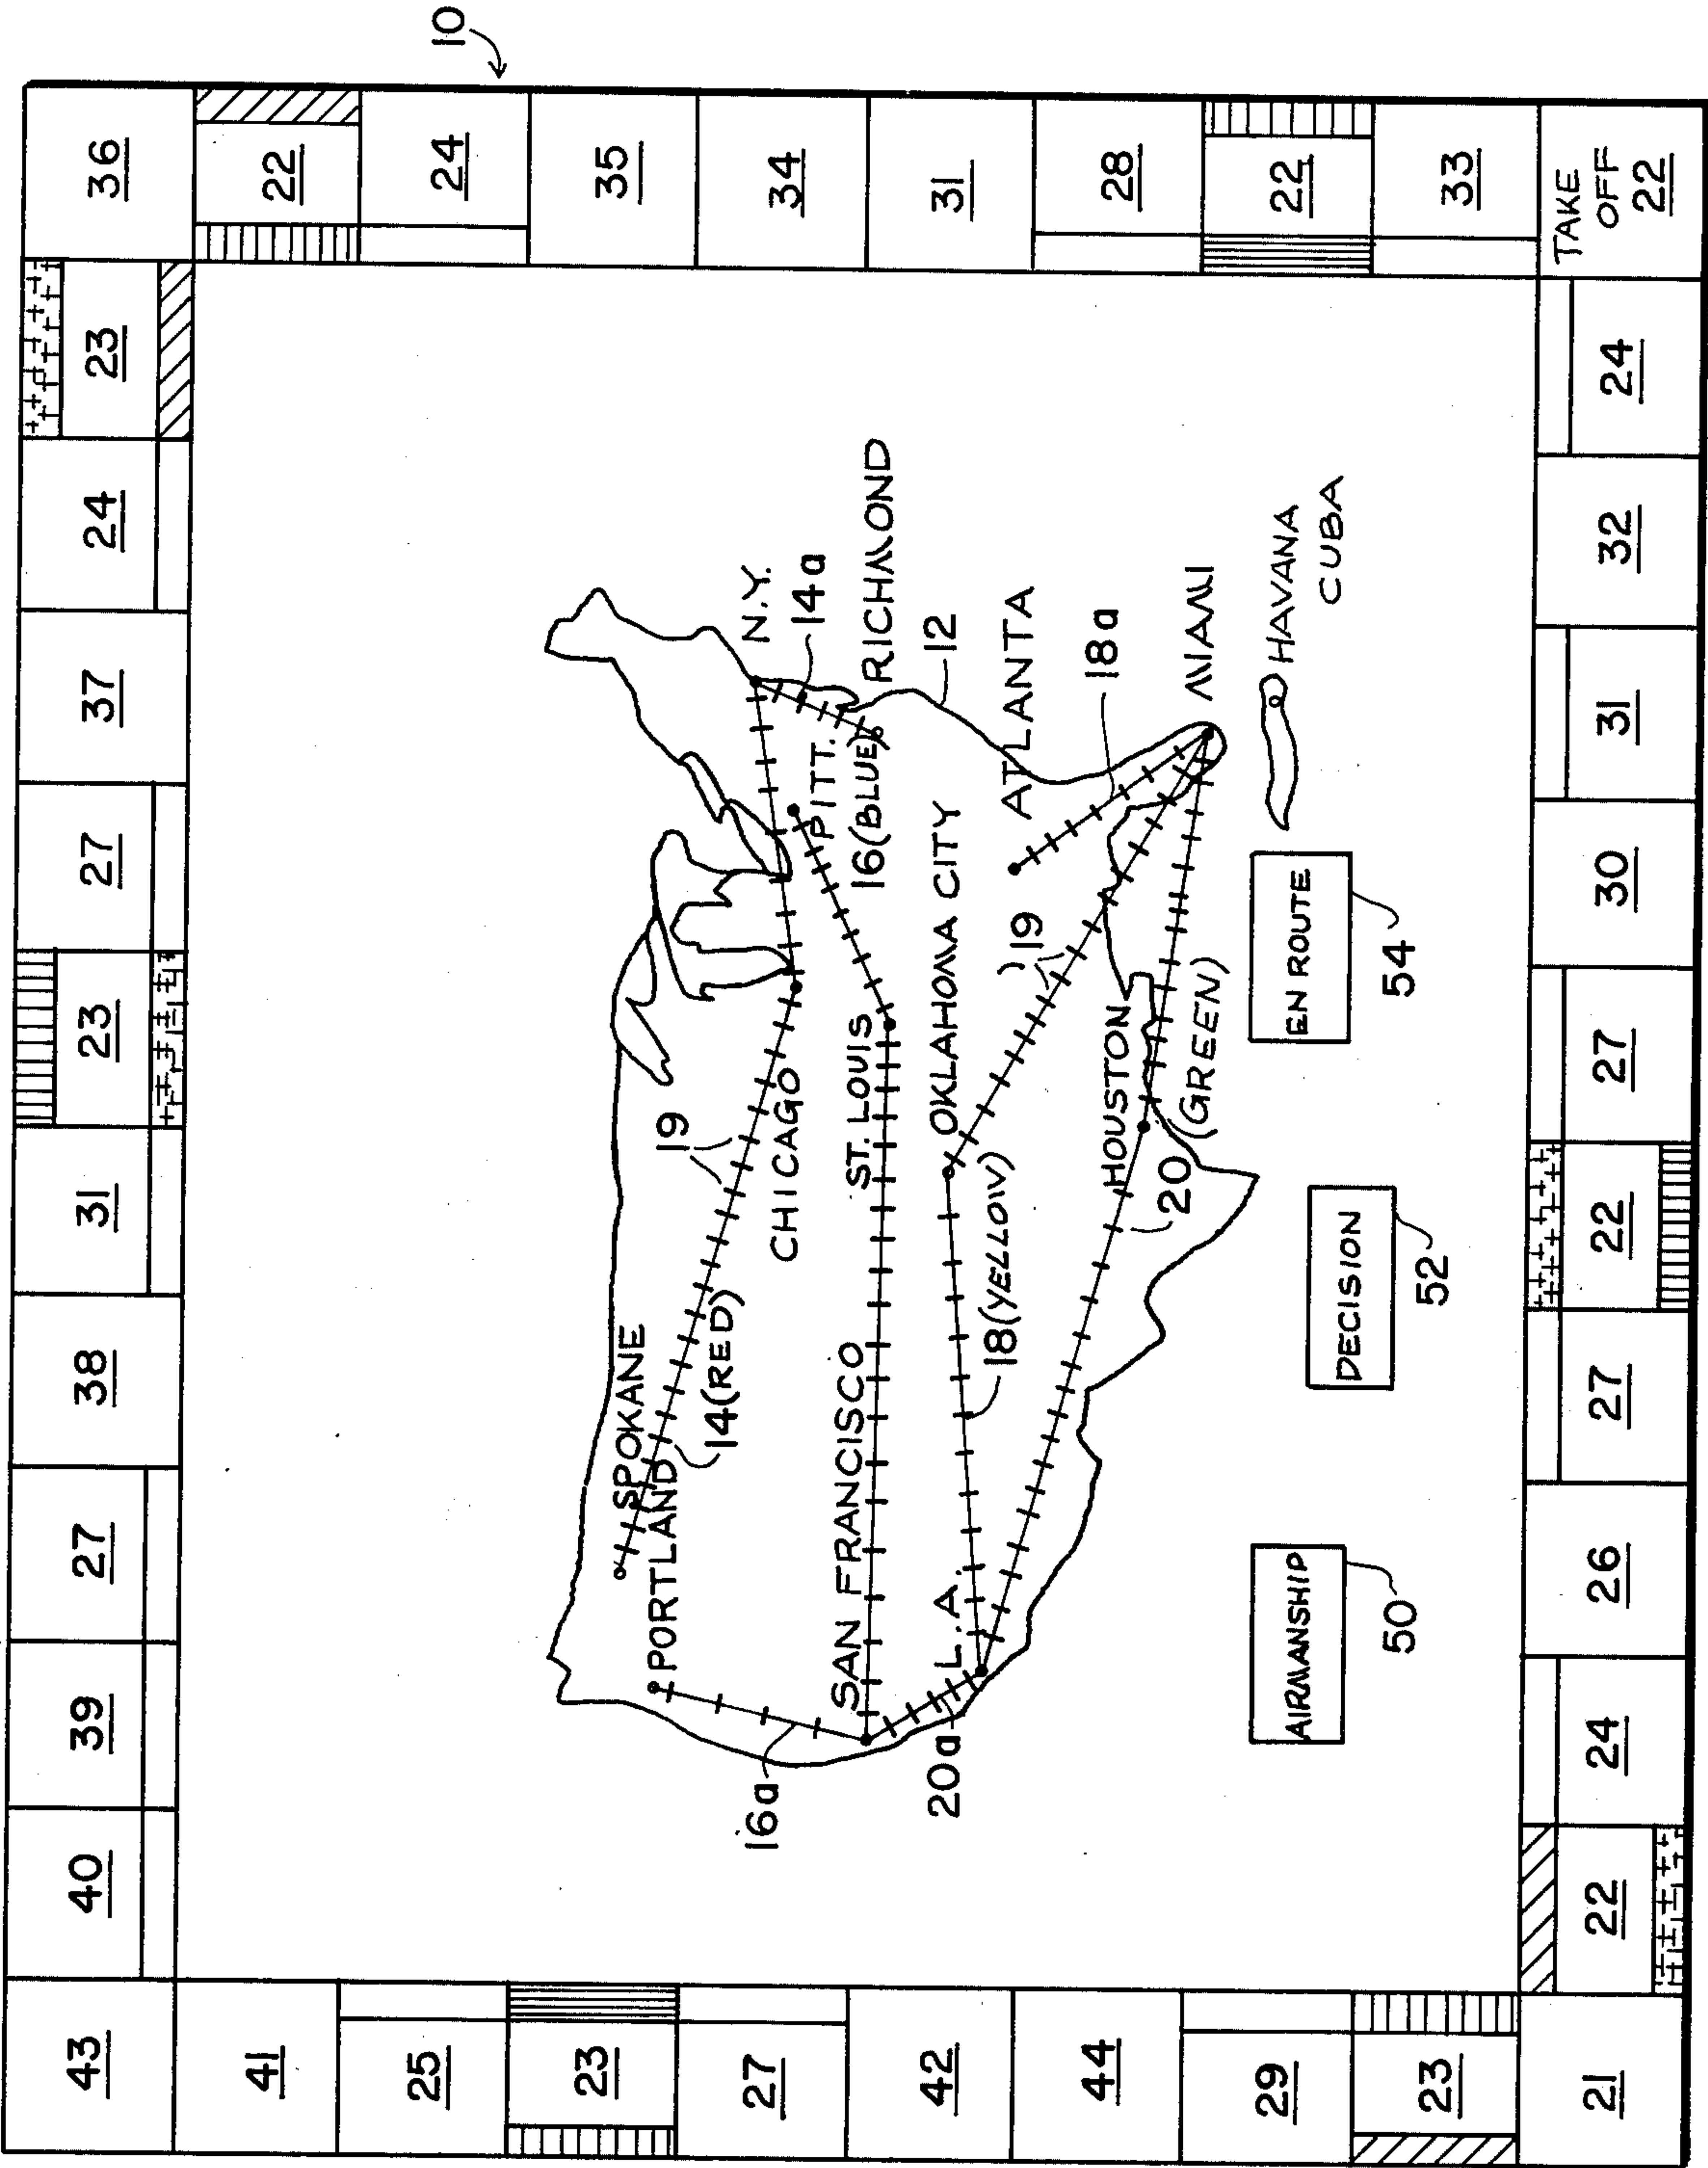 10
43 40 39 27 38 31 23 27 37 24 23 36
41
22
25
24
23
35
27
34
42
31
44
28
29
22
23
33
SPOKANE
PORTLAND
19
14(RED)
N.Y.
16a
CHICAGO
14a
PITT.
SAN FRANCISCO
ST. LOUIS
16(BLUE)
RICHMOND
20a
L.A.
OKLAHOMA CITY
12
18(YELLOW)
19
ATLANTA
HOUSTON
18a
20
(GREEN)
MIAMI
HAVANA
CUBA
AIRMANSHIP
50
DECISION
52
EN ROUTE
54
TAKE
OFF
21 22 24 26 27 22 27 30 31 32 24 22